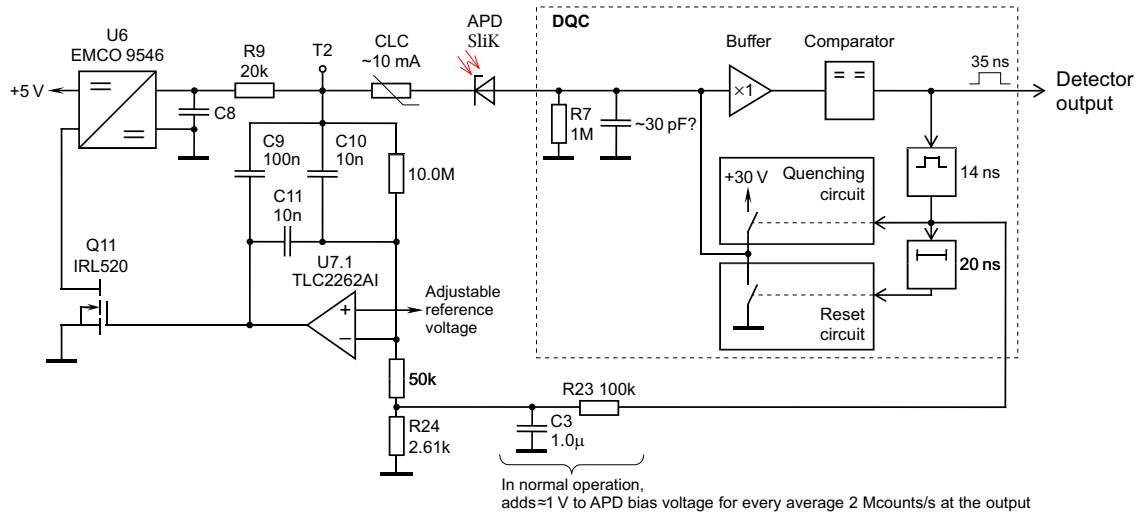 U6
EMCO 9546
+5 V
R9
20k
C8
T2
CLC
~10 mA
APD
SliK
DQC
Buffer
×1
Comparator
35 ns
Detector
output
R7
1M
~30 pF?
C9
100n
C10
10n
10.0M
C11
10n
+30 V
Quenching
circuit
14 ns
20 ns
Reset
circuit
Q11
IRL520
U7.1
TLC2262AI
+
−
Adjustable
reference
voltage
50k
R23 100k
R24
2.61k
C3
1.0µ
In normal operation,
adds≈1 V to APD bias voltage for every average 2 Mcounts/s at the output